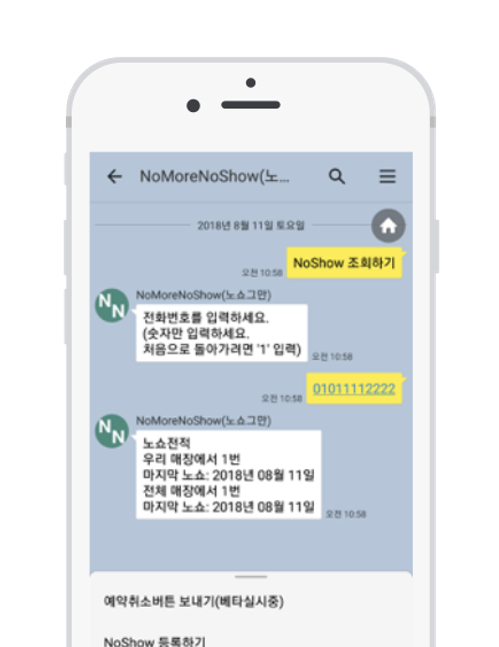 NoMoreNoShow(노...
2018년 8월 11일 토요일
NoShow 조회하기
오전 10:58
NN
NoMoreNoShow(노쇼그만)
전화번호를 입력하세요.
(숫자만 입력하세요.
처음으로 돌아가려면 '1' 입력)
오전 10:58
01011112222
오전 10:58
NN
NoMoreNoShow(노쇼그만)
노쇼전적
우리 매장에서 1번
마지막 노쇼: 2018년 08월 11일
전체 매장에서 1번
마지막 노쇼: 2018년 08월 11일
오전 10:58
예약취소버튼 보내기(베타실시중)
NoShow 등록하기